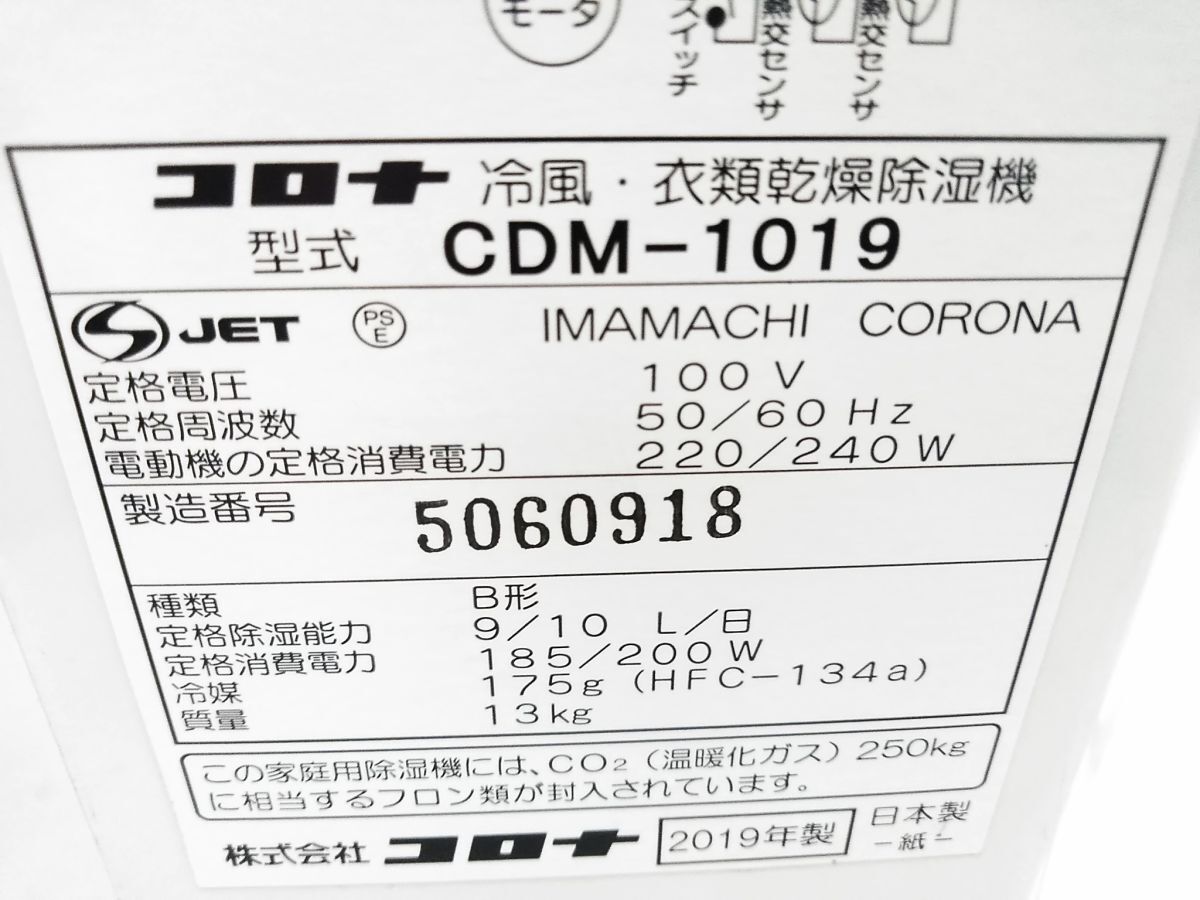 モータ
スイッチ
熱交センサ
熱交センサ
コロナ 冷風・衣類乾燥除湿機
型式 CDM-1019
JET PSE IMAMACHI CORONA
定格電圧 100 V
定格周波数 50/60 Hz
電動機の定格消費電力 220/240 W
製造番号 5060918
種類 B形
定格除湿能力 9/10 L/日
定格消費電力 185/200W
冷媒 175g (HFC-134a)
質量 13kg
この家庭用除湿機には、CO2(温暖化ガス)250kg
に相当するフロン類が封入されています。
株式会社 コロナ 2019年製 日本製
-紙-